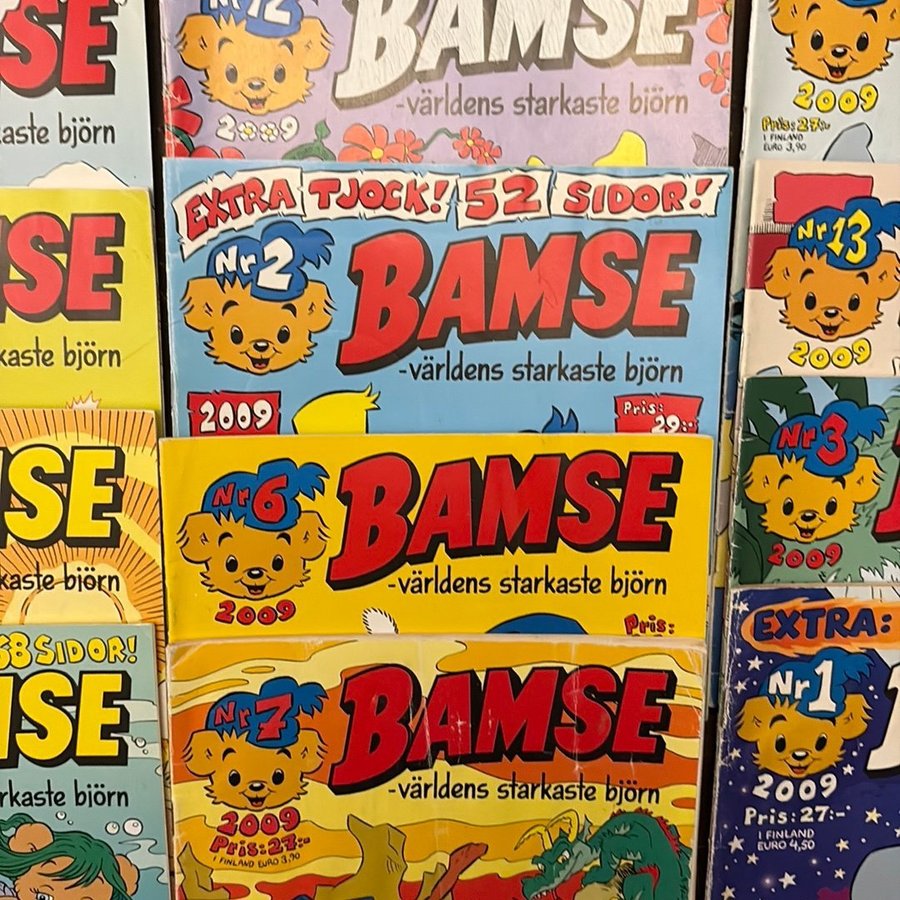 SE
kaste björn
SE
kaste björn
SE
kaste björn
68 SIDOR!
SE
rkaste björn
Nr 12
BAMSE
-världens starkaste björn
2009
EXTRA TJOCK! 52 SIDOR!
Nr 2
BAMSE
-världens starkaste björn
2009
Pris:
29:-
Nr 6
BAMSE
-världens starkaste björn
2009
Pris:
Nr 7
BAMSE
-världens starkaste björn
2009
Pris: 27:-
I FINLAND EURO 3,90
2009
Pris: 27:-
I FINLAND
EURO 3,90
Nr 13
2009
Nr 3
2009
EXTRA:
Nr 1
2009
Pris: 27:-
I FINLAND
EURO 4,50